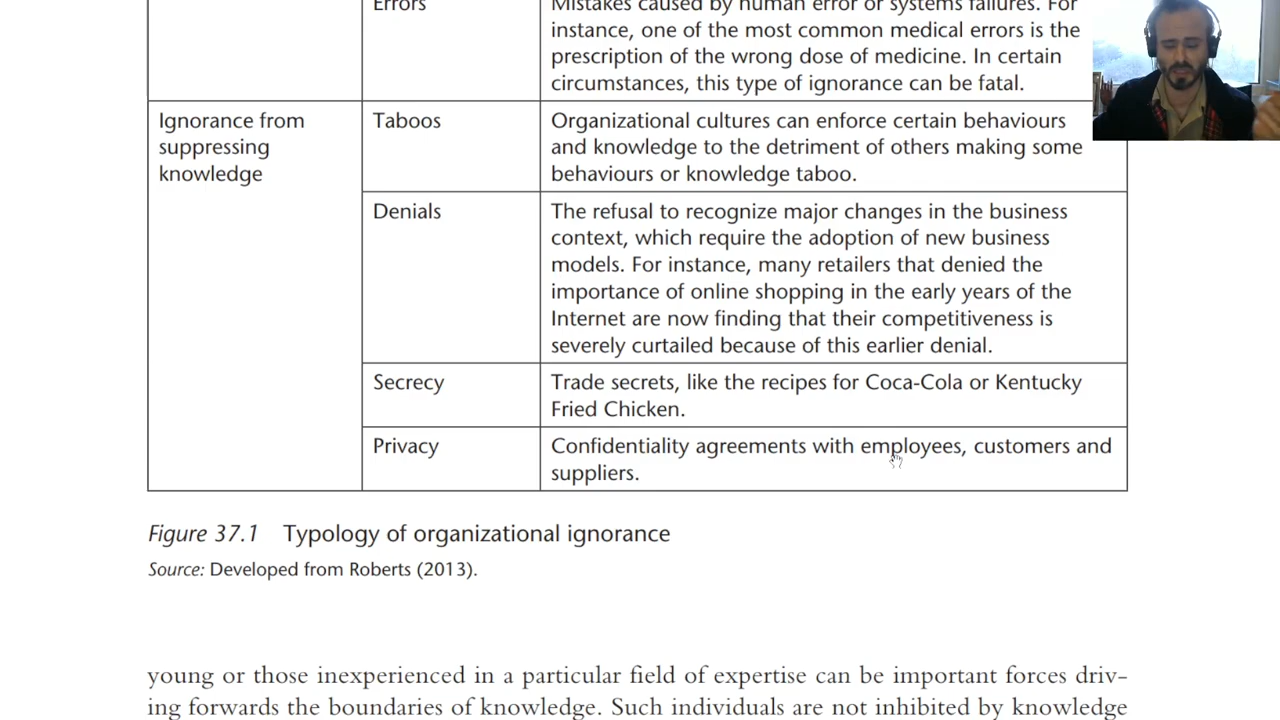 Errors
Mistakes caused by human error or systems failures. For
instance, one of the most common medical errors is the
prescription of the wrong dose of medicine. In certain
circumstances, this type of ignorance can be fatal.
Ignorance from
suppressing
knowledge
Taboos
Organizational cultures can enforce certain behaviours
and knowledge to the detriment of others making some
behaviours or knowledge taboo.
Denials
The refusal to recognize major changes in the business
context, which require the adoption of new business
models. For instance, many retailers that denied the
importance of online shopping in the early years of the
Internet are now finding that their competitiveness is
severely curtailed because of this earlier denial.
Secrecy
Trade secrets, like the recipes for Coca-Cola or Kentucky
Fried Chicken.
Privacy
Confidentiality agreements with employees, customers and
suppliers.
Figure 37.1 Typology of organizational ignorance
Source: Developed from Roberts (2013).
young or those inexperienced in a particular field of expertise can be important forces driv-
ing forwards the boundaries of knowledge. Such individuals are not inhibited by knowledge